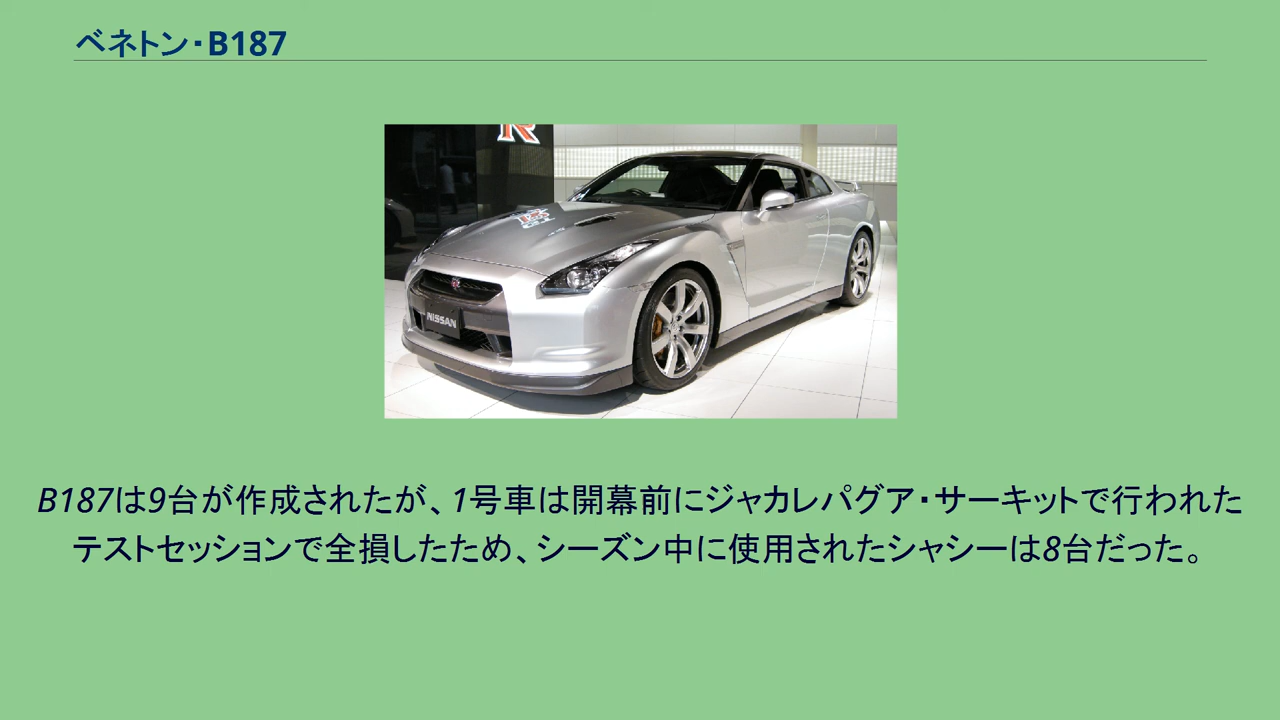 ベネトン・B187
R
NISSAN
B187は9台が作成されたが、1号車は開幕前にジャカレパグア・サーキットで行われた
テストセッションで全損したため、シーズン中に使用されたシャシーは8台だった。